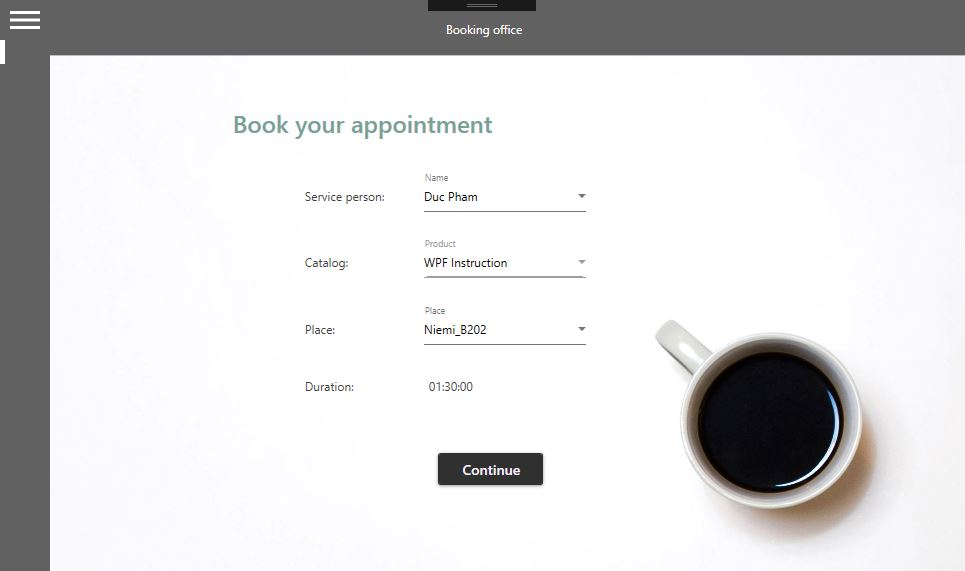 Booking office
Book your appointment
Name
Service person: Duc Pham
Product
Catalog: WPF Instruction
Place
Place: Niemi_B202
Duration: 01:30:00
Continue